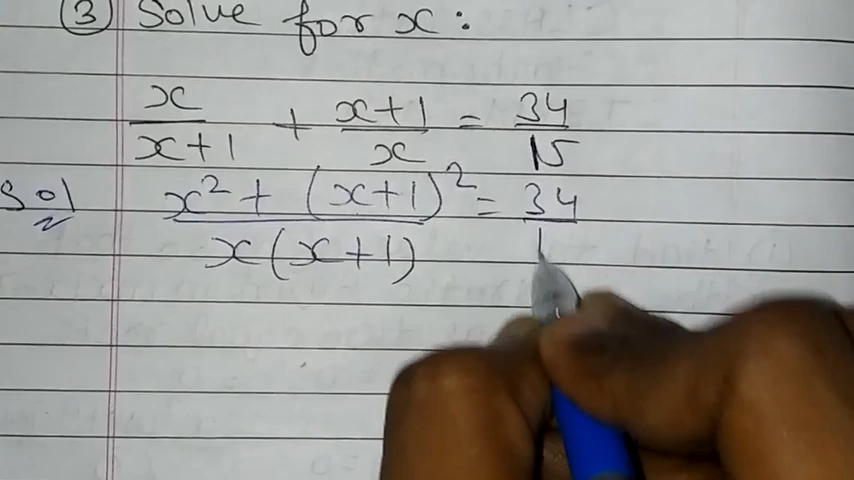 ③ Solve for x:
x/(x+1) + (x+1)/x = 34/15
Sol (x² + (x+1)²)/(x(x+1)) = 34/1